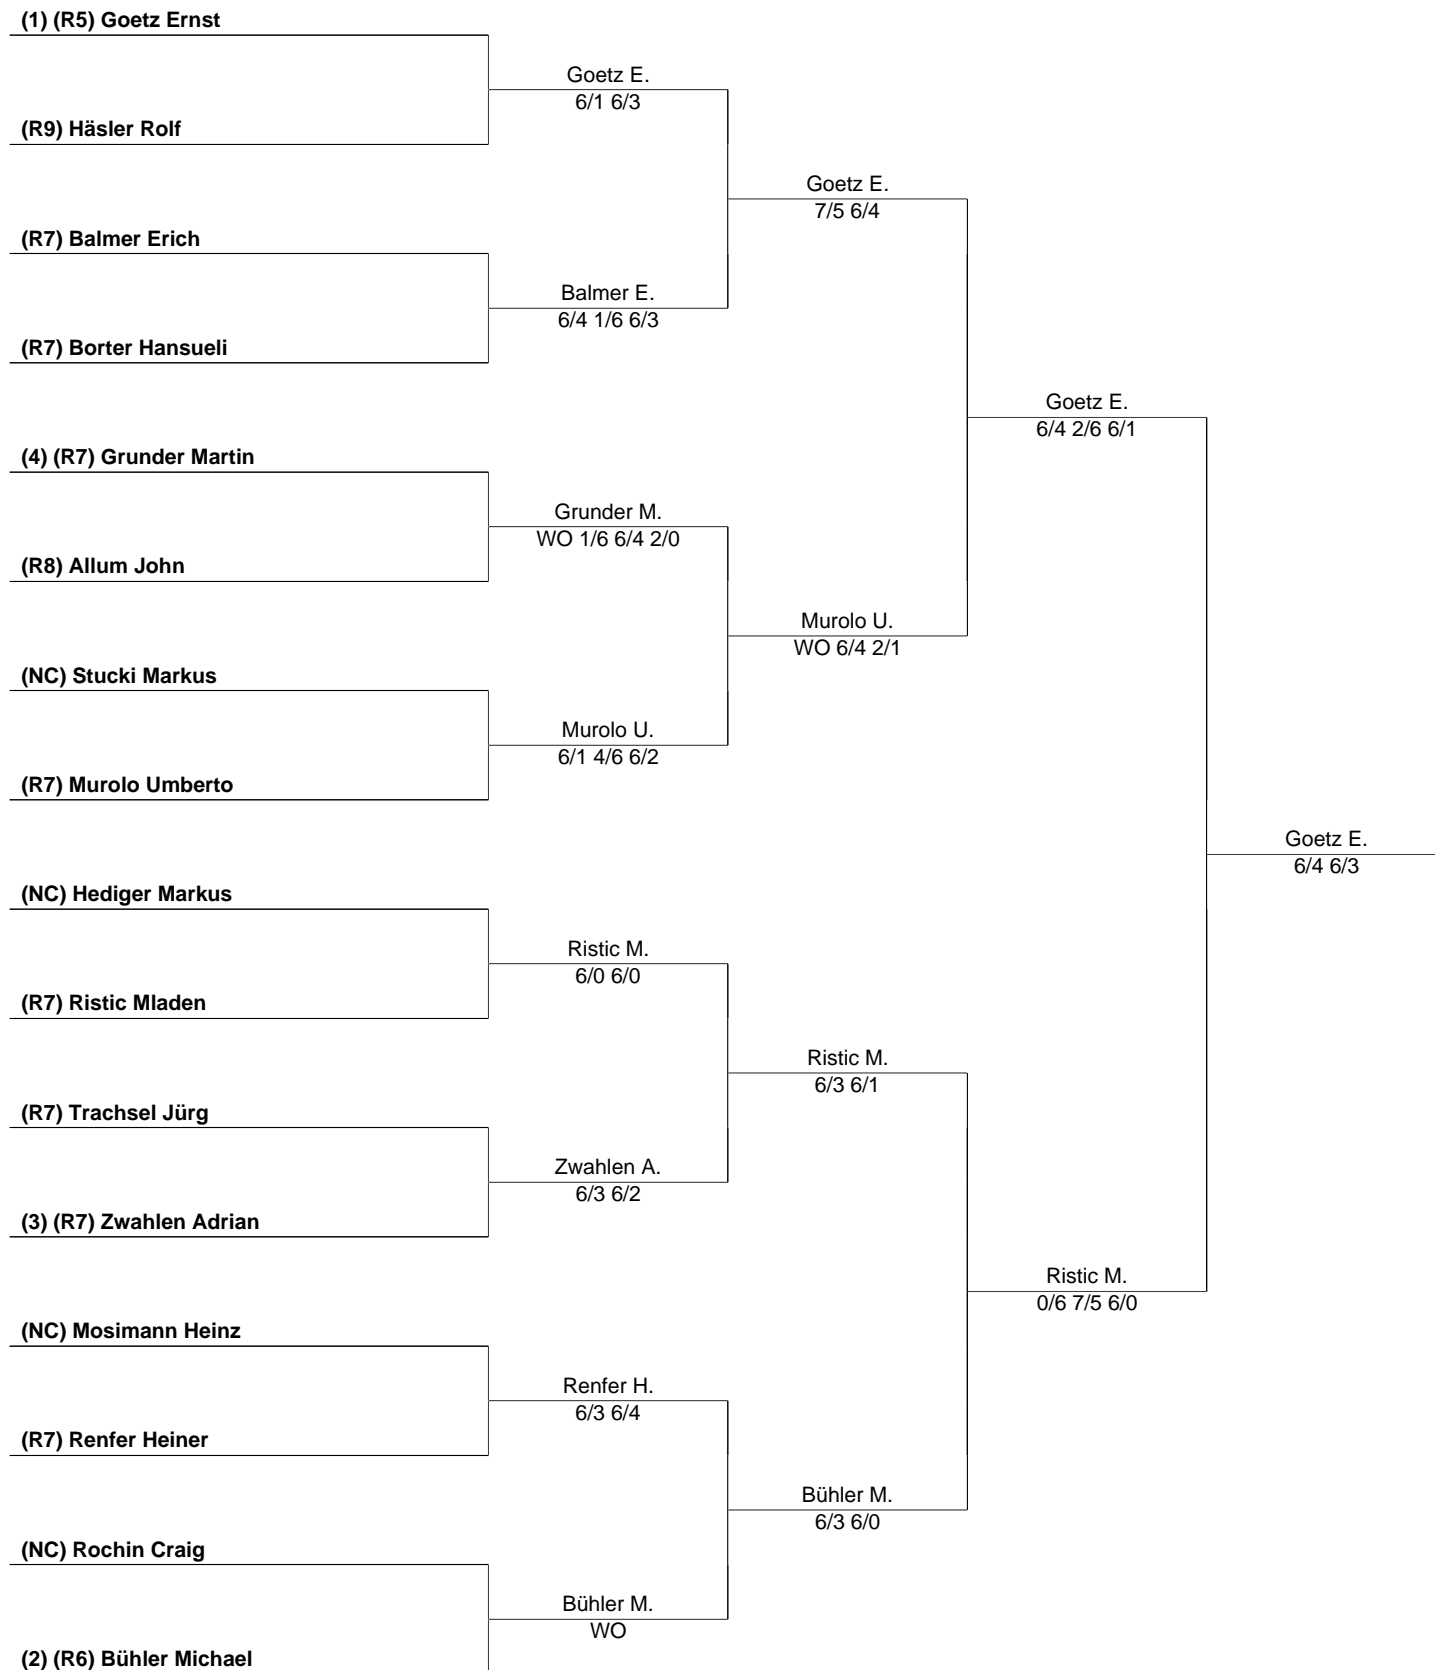 (1) (R5) Goetz Ernst
Goetz E.
6/1 6/3
(R9) Häsler Rolf
Goetz E.
7/5 6/4
(R7) Balmer Erich
Balmer E.
6/4 1/6 6/3
(R7) Borter Hansueli
Goetz E.
6/4 2/6 6/1
(4) (R7) Grunder Martin
Grunder M.
WO 1/6 6/4 2/0
(R8) Allum John
Murolo U.
WO 6/4 2/1
(NC) Stucki Markus
Murolo U.
6/1 4/6 6/2
(R7) Murolo Umberto
Goetz E.
6/4 6/3
(NC) Hediger Markus
Ristic M.
6/0 6/0
(R7) Ristic Mladen
Ristic M.
6/3 6/1
(R7) Trachsel Jürg
Zwahlen A.
6/3 6/2
(3) (R7) Zwahlen Adrian
Ristic M.
0/6 7/5 6/0
(NC) Mosimann Heinz
Renfer H.
6/3 6/4
(R7) Renfer Heiner
Bühler M.
6/3 6/0
(NC) Rochin Craig
Bühler M.
WO
(2) (R6) Bühler Michael